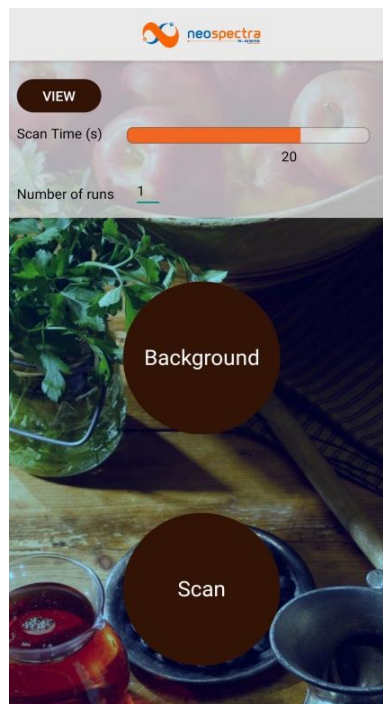 neospectra
VIEW
Scan Time (s)
20
Number of runs 1
Background
Scan